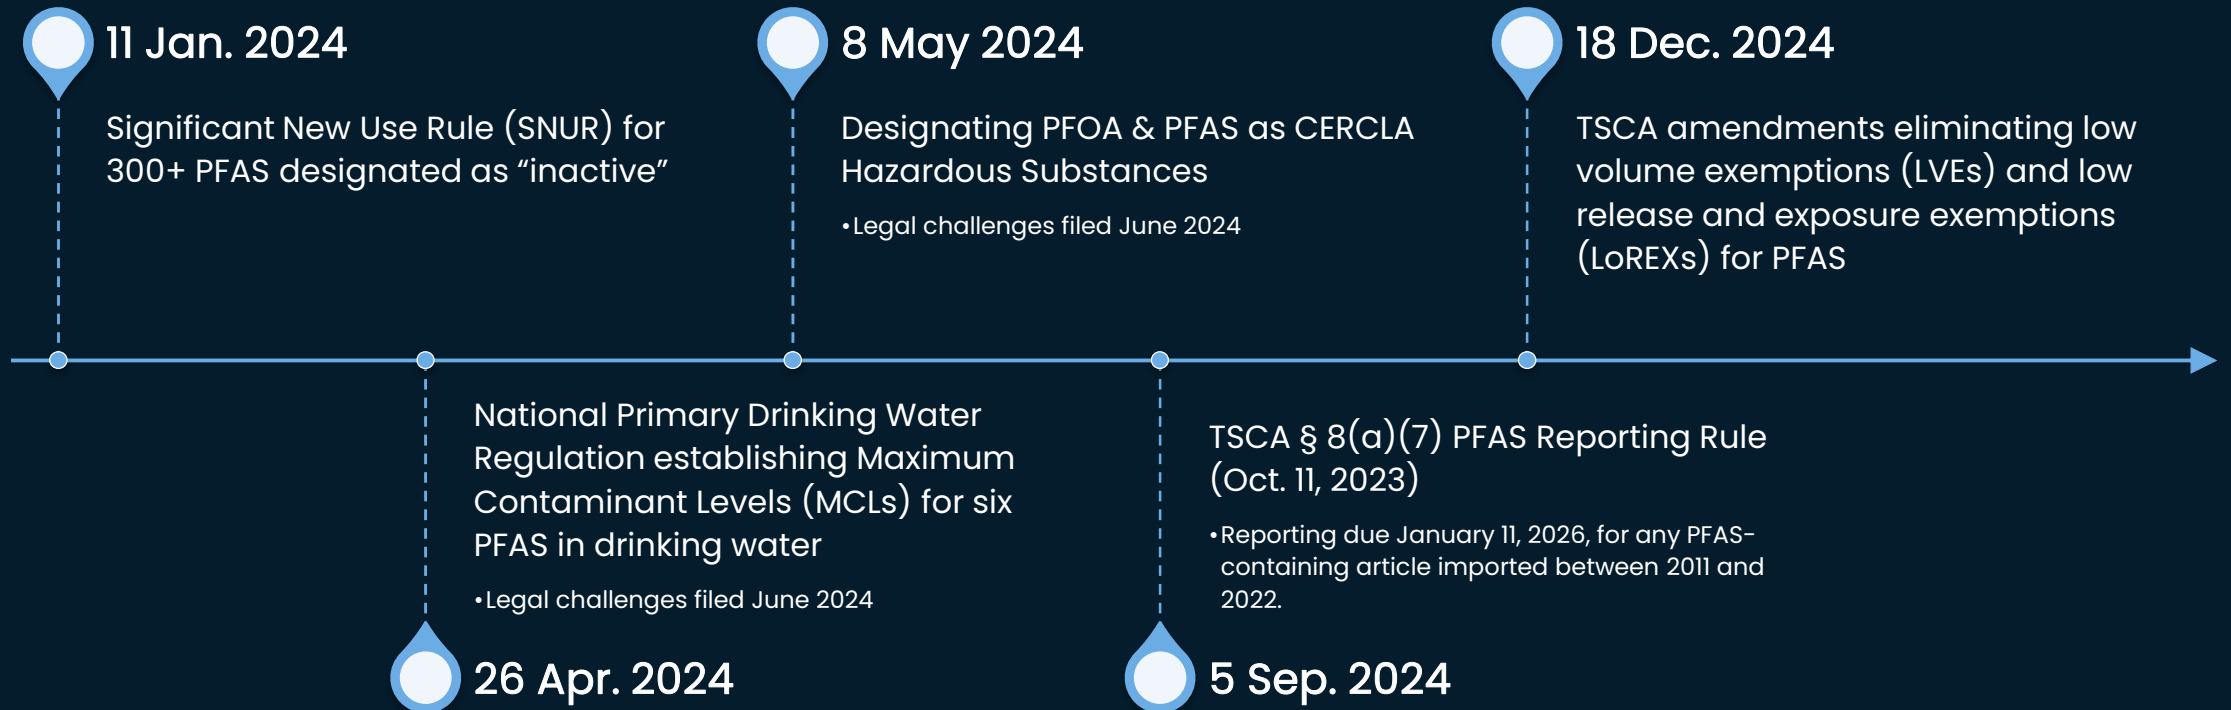 11 Jan. 2024
Significant New Use Rule (SNUR) for
300+ PFAS designated as “inactive”
8 May 2024
Designating PFOA & PFAS as CERCLA
Hazardous Substances
•Legal challenges filed June 2024
18 Dec. 2024
TSCA amendments eliminating low
volume exemptions (LVEs) and low
release and exposure exemptions
(LoREXs) for PFAS
National Primary Drinking Water
Regulation establishing Maximum
Contaminant Levels (MCLs) for six
PFAS in drinking water
•Legal challenges filed June 2024
26 Apr. 2024
TSCA § 8(a)(7) PFAS Reporting Rule
(Oct. 11, 2023)
•Reporting due January 11, 2026, for any PFAS-
containing article imported between 2011 and
2022.
5 Sep. 2024